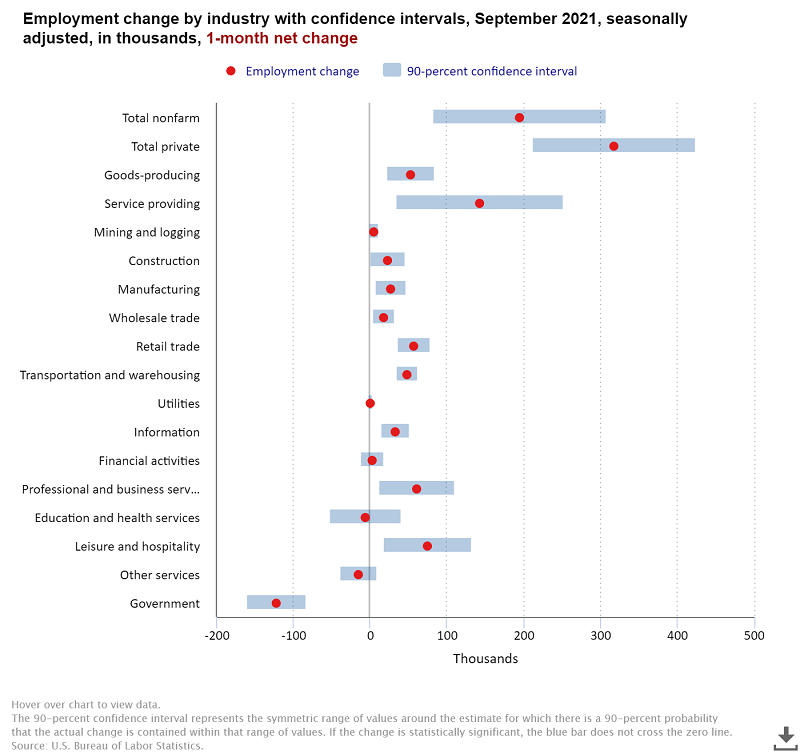 Employment change by industry with confidence intervals, September 2021, seasonally
adjusted, in thousands, 1-month net change
Employment change
90-percent confidence interval
Total nonfarm
Total private
Goods-producing
Service providing
Mining and logging
Construction
Manufacturing
Wholesale trade
Retail trade
Transportation and warehousing
Utilities
Information
Financial activities
Professional and business serv...
Education and health services
Leisure and hospitality
Other services
Government
-200 -100 0 100 200 300 400 500
Thousands
Hover over chart to view data.
The 90-percent confidence interval represents the symmetric range of values around the estimate for which there is a 90-percent probability
that the actual change is contained within that range of values. If the change is statistically significant, the blue bar does not cross the zero line.
Source: U.S. Bureau of Labor Statistics.